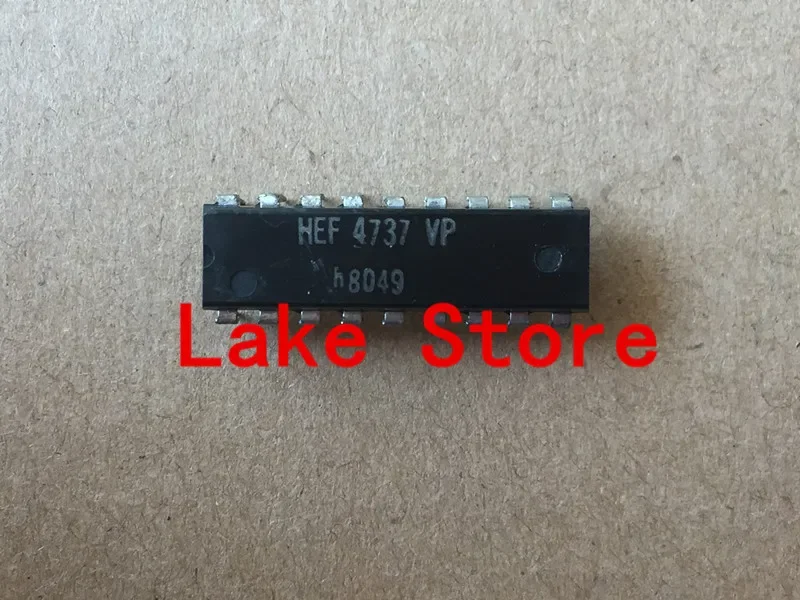 HEF 4737 VP
h8049
Lake Store